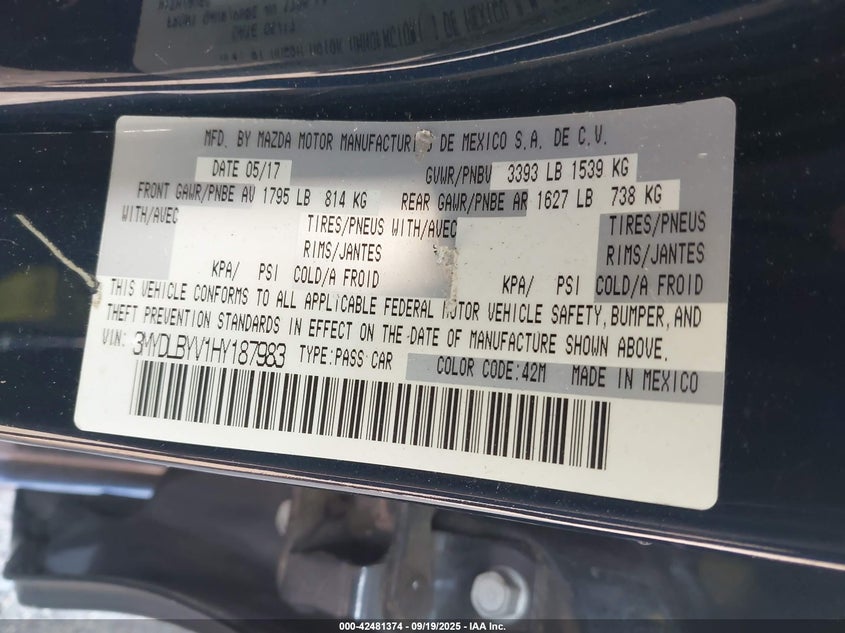 MFD. BY MAZDA MOTOR MANUFACTURI G DE MEXICO S.A. DE C.V.
DATE 05/17 GVWR/PNBV 3393 LB 1539 KG
FRONT GAWR/PNBE AV 1795 LB 814 KG REAR GAWR/PNBE AR 1627 LB 738 KG
WITH/AVEC TIRES/PNEUS WITH/AVEC TIRES/PNEUS
RIMS/JANTES RIMS/JANTES
KPA/ PSI COLD/A FROID KPA/ PSI COLD/A FROID
THIS VEHICLE CONFORMS TO ALL APPLICABLE FEDERAL MOTOR VEHICLE SAFETY, BUMPER, AND
THEFT PREVENTION STANDARDS IN EFFECT ON THE DATE OF MANUFACTURE SHOWN ABOVE.
VIN: 3MYDLBYV1HY187983 TYPE:PASS CAR COLOR CODE:42M MADE IN MEXICO
000-42481374 - 09/19/2025 - IAA Inc.